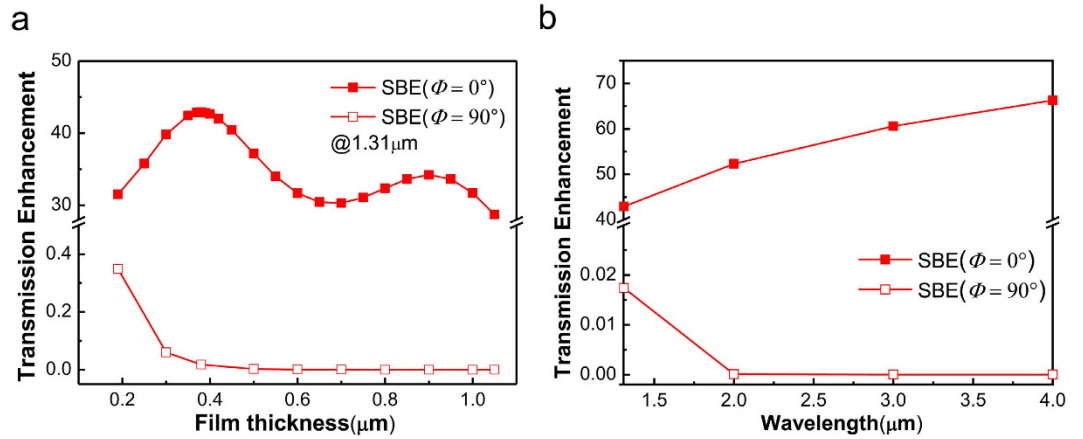 a
Transmission Enhancement
50
40
30
0.4
0.2
0.0
SBE(Φ = 0°)
SBE(Φ = 90°)
@1.31μm
0.2 0.4 0.6 0.8 1.0
Film thickness(μm)
b
Transmission Enhancement
70
60
50
40
0.02
0.01
0.00
SBE(Φ = 0°)
SBE(Φ = 90°)
1.5 2.0 2.5 3.0 3.5 4.0
Wavelength(μm)